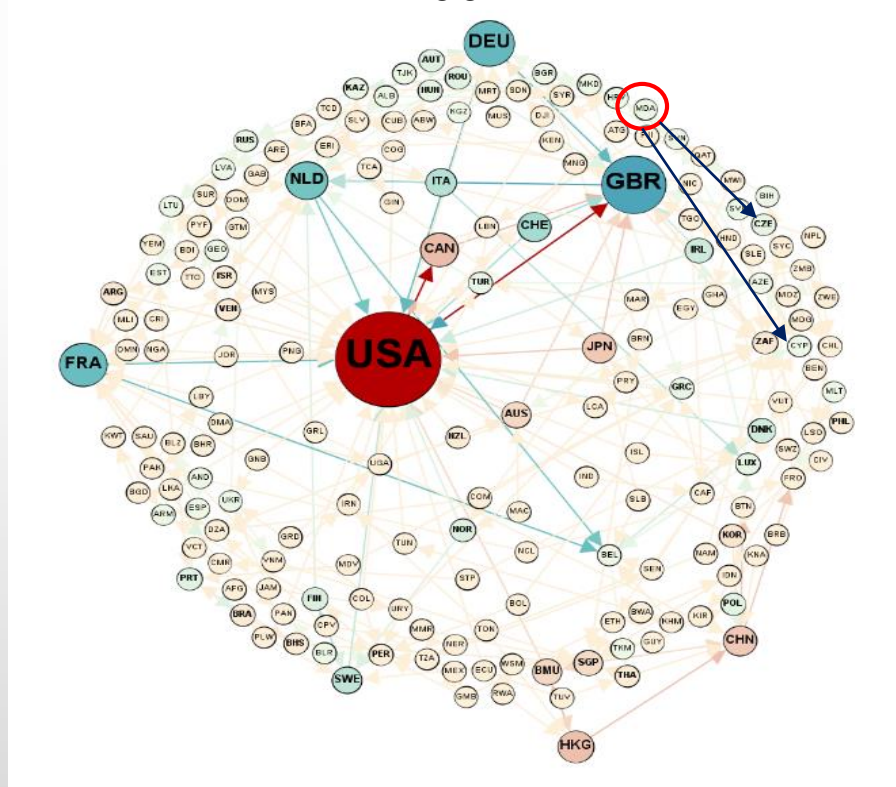 DEU
AUT
TJK
ROU
BGR
KAZ
ALB
HUN
MRT
SDN
SYR
MKD
MDA
TCD
SLV
CUB
ABW
KGZ
MUS
DJI
BFA
ATG
RUS
ARE
ERI
COG
KEN
MNG
QAT
LVA
GAB
NLD
TCA
ITA
GBR
NIC
MWI
LTU
SUR
DOM
GIN
BIH
PYF
GTM
LBN
CHE
TGO
CZE
YEM
BDI
GEO
CAN
IRL
HND
SLE
SYC
NPL
EST
TTO
ISR
TUR
AZE
ZMB
ARG
MYS
VEN
MAR
EGY
GHA
MOZ
ZWE
MLI
CRI
MDG
OMN
NGA
JOR
PNG
USA
JPN
BRN
ZAF
CYP
CHL
FRA
BEN
PRY
GRC
MLT
LBY
LCA
VUT
DMA
AUS
PHL
KWT
SAU
BLZ
BHR
GRL
NZL
DNK
LSO
PAK
GNB
UGA
ISL
SWZ
CIV
LUX
AND
IND
PRO
BGD
LKA
UKR
COM
SLB
CAF
ARM
ESP
IRN
MAC
BTN
DZA
NOR
KOR
BRB
VCT
GRD
TUN
NCL
BEL
NAM
KNA
CMR
VNM
MDV
SEN
PRT
STP
IDN
AFG
JAM
FIN
COL
BOL
POL
BRA
PAN
CPV
URY
BWA
KIR
ETH
KHM
PLW
BHS
MMR
TON
GUY
CHN
BLR
PER
TZA
NER
TKM
SWE
MEX
ECU
WSM
BMU
SGP
THA
GMB
RWA
TUV
HKG